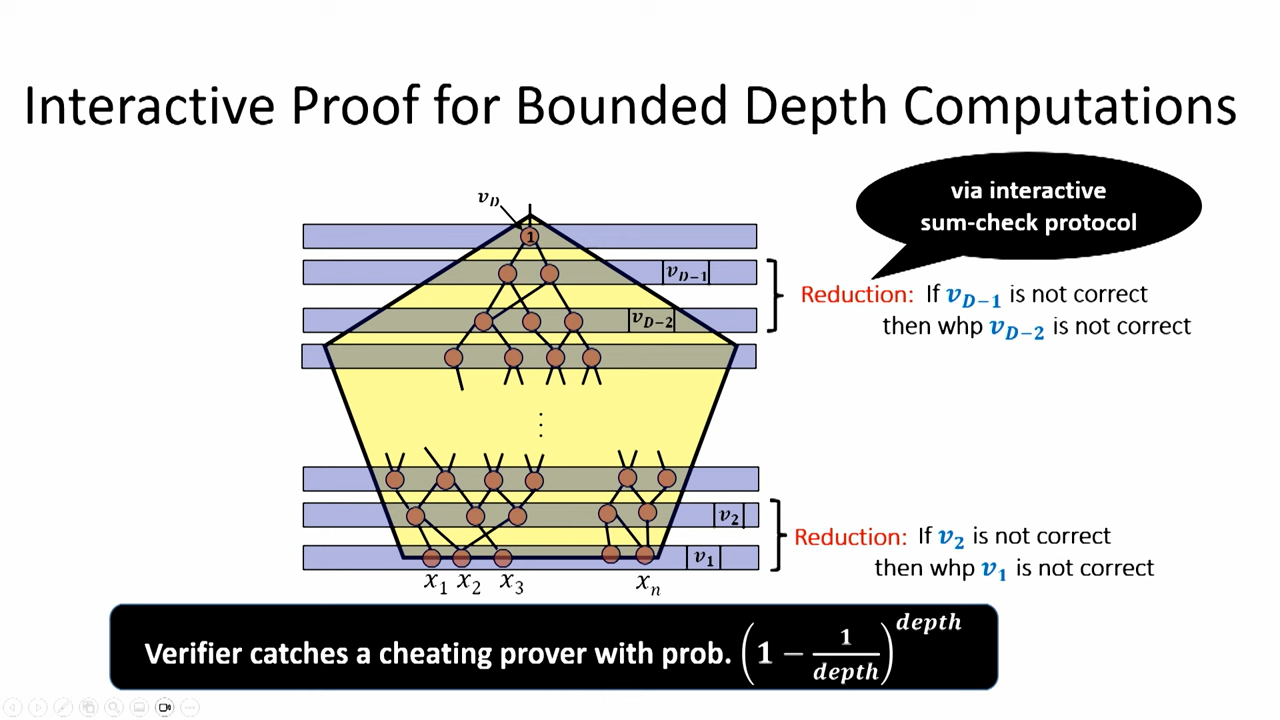 Interactive Proof for Bounded Depth Computations
via interactive
sum-check protocol
v_D
1
v_{D-1}
Reduction: If v_{D-1} is not correct
then whp v_{D-2} is not correct
v_{D-2}
⋮
v_2
Reduction: If v_2 is not correct
then whp v_1 is not correct
v_1
x_1 x_2 x_3 x_n
Verifier catches a cheating prover with prob. (1 − 1/depth)^{depth}